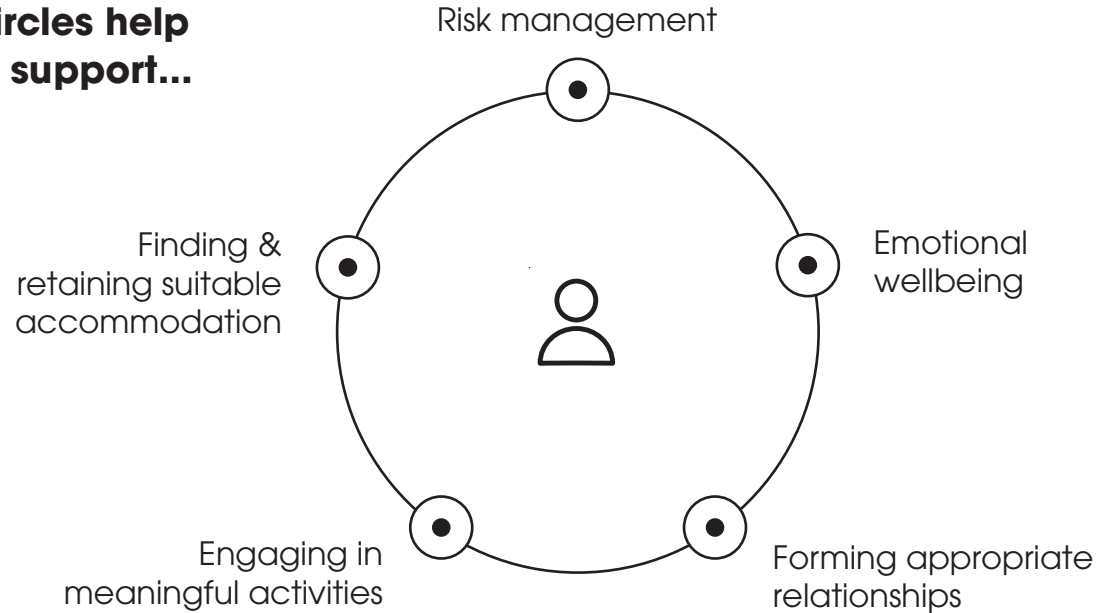 ircles help
support...
Risk management
Emotional
wellbeing
Forming appropriate
relationships
Engaging in
meaningful activities
Finding &
retaining suitable
accommodation